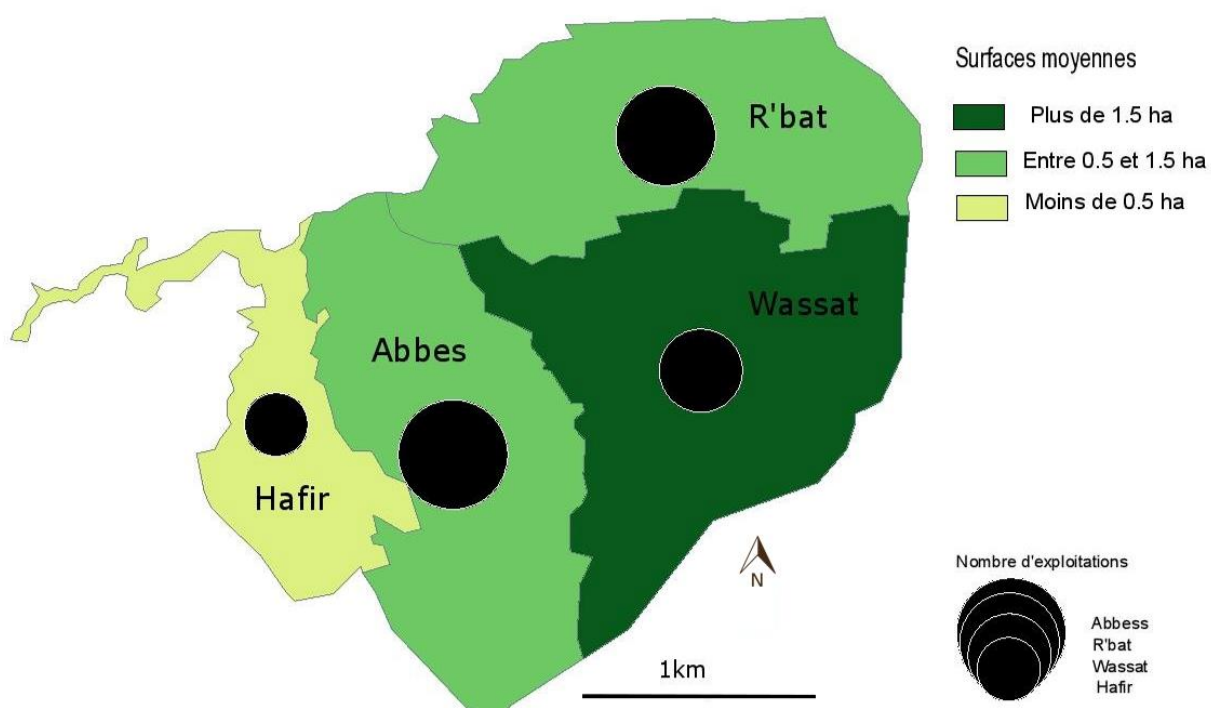 Surfaces moyennes
Plus de 1.5 ha
Entre 0.5 et 1.5 ha
Moins de 0.5 ha
R'bat
Wassat
Abbes
Hafir
N
1km
Nombre d'exploitations
Abbess
R'bat
Wassat
Hafir